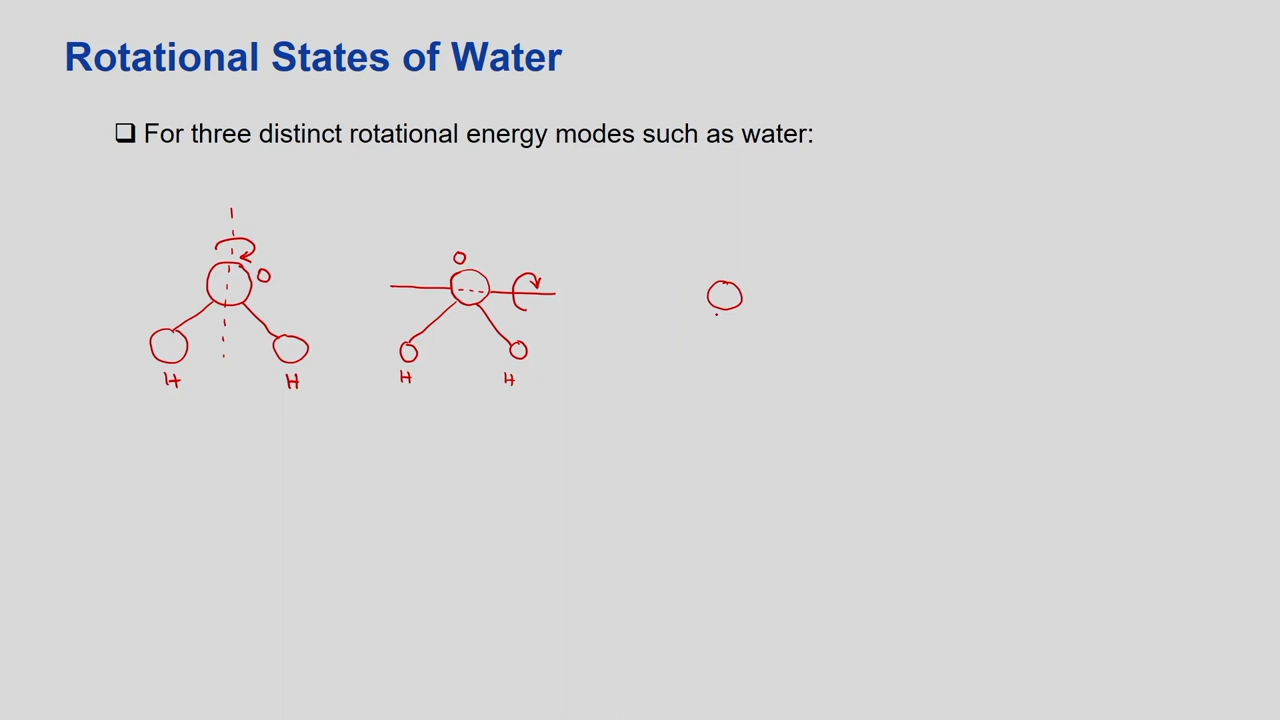 Rotational States of Water
❑ For three distinct rotational energy modes such as water:
O
H H
O
H H